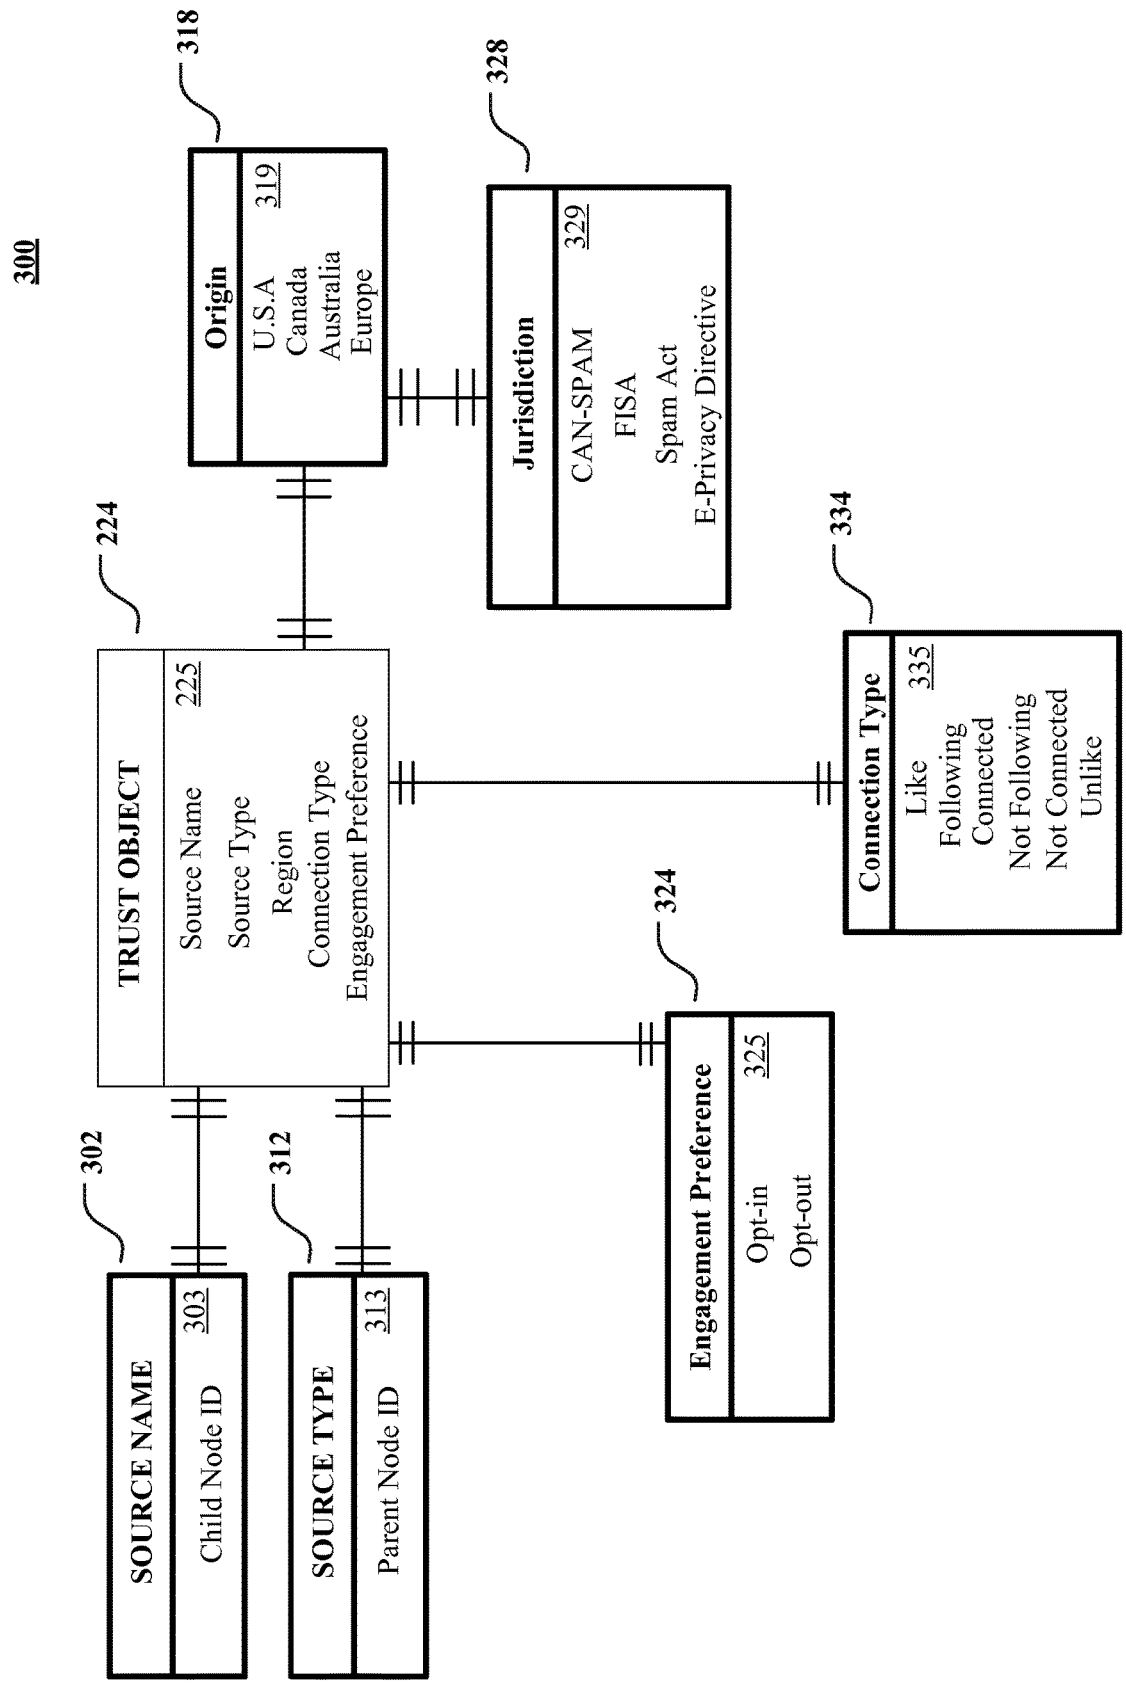 300
SOURCE NAME
303
Child Node ID
302
SOURCE TYPE
313
Parent Node ID
312
TRUST OBJECT
225
Source Name
Source Type
Region
Connection Type
Engagement Preference
224
Origin
319
U.S.A
Canada
Australia
Europe
318
Jurisdiction
329
CAN-SPAM
FISA
Spam Act
E-Privacy Directive
328
Engagement Preference
325
Opt-in
Opt-out
324
Connection Type
335
Like
Following
Connected
Not Following
Not Connected
Unlike
334